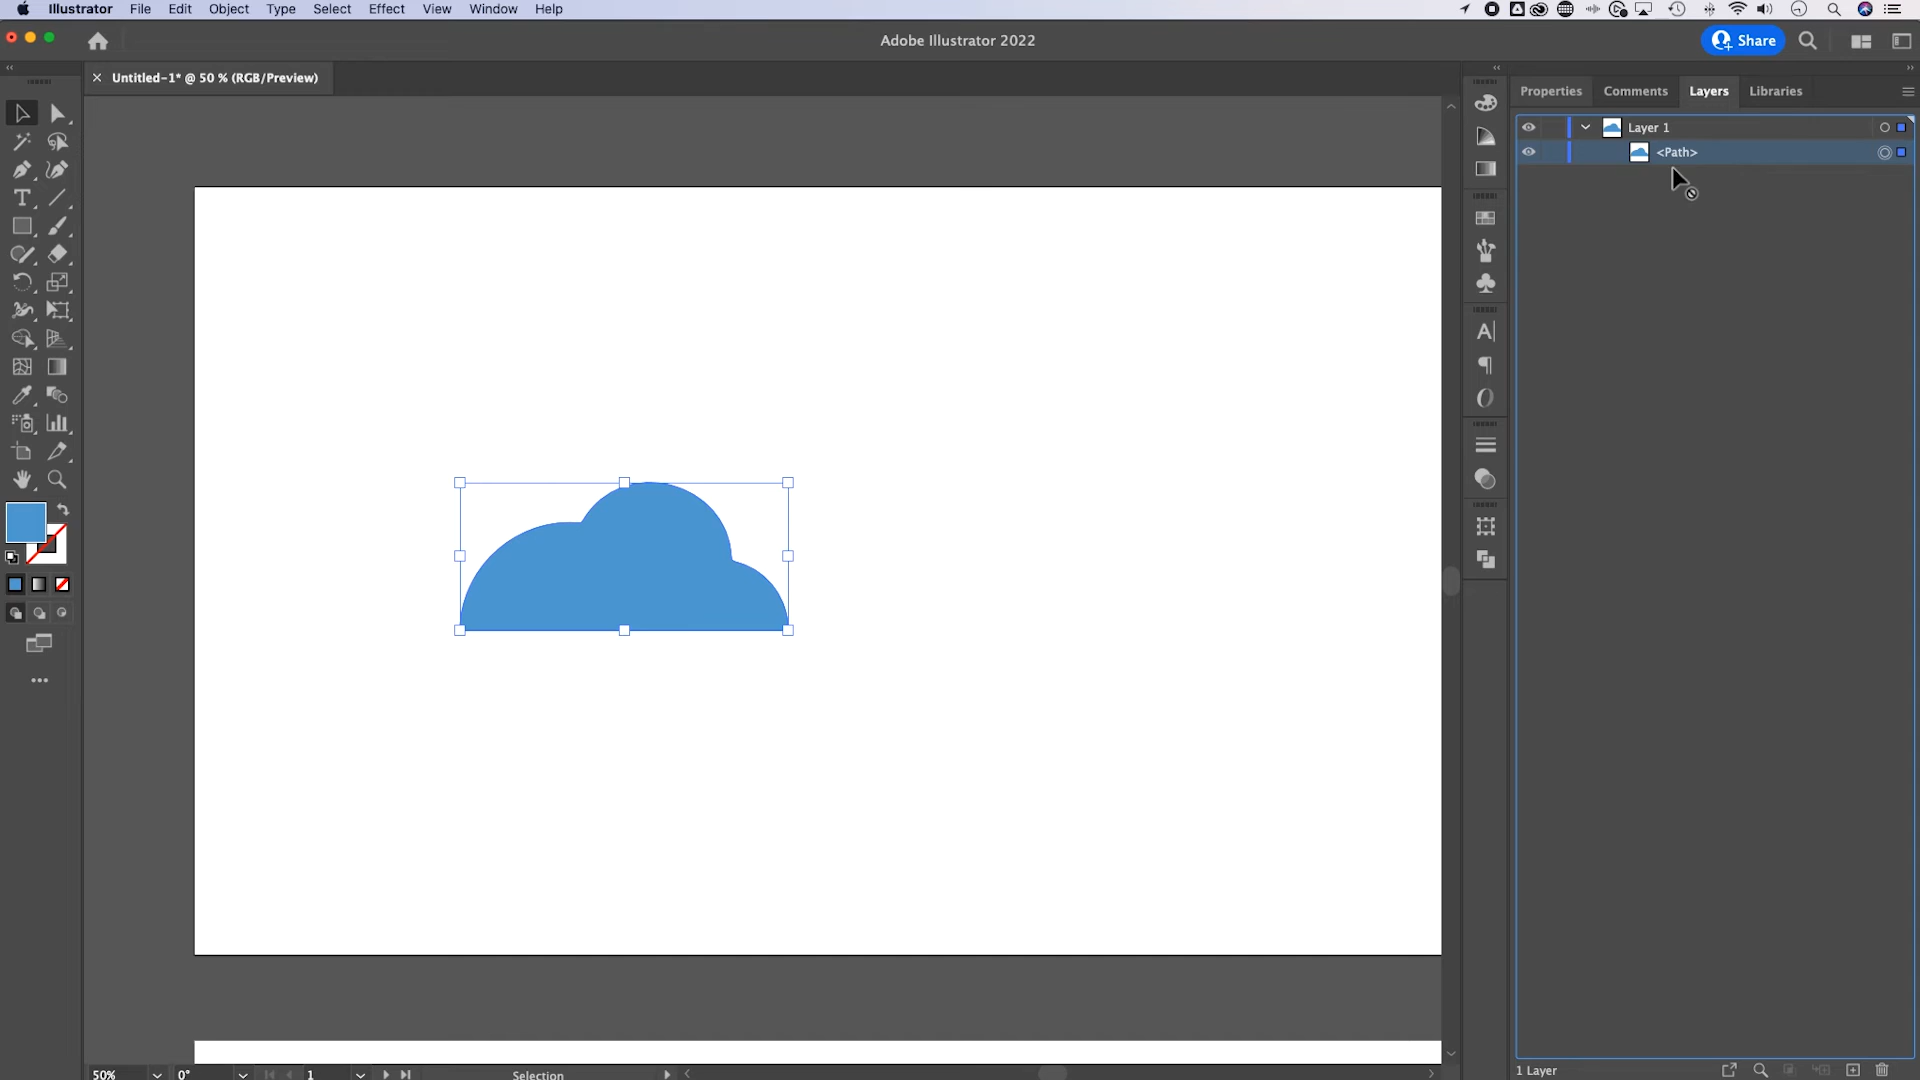 Illustrator File Edit Object Type Select Effect View Window Help
Adobe Illustrator 2022
Share
Untitled-1* @ 50 % (RGB/Preview)
Properties Comments Layers Libraries
Layer 1
<Path>
50% 0° 1 Selection
1 Layer